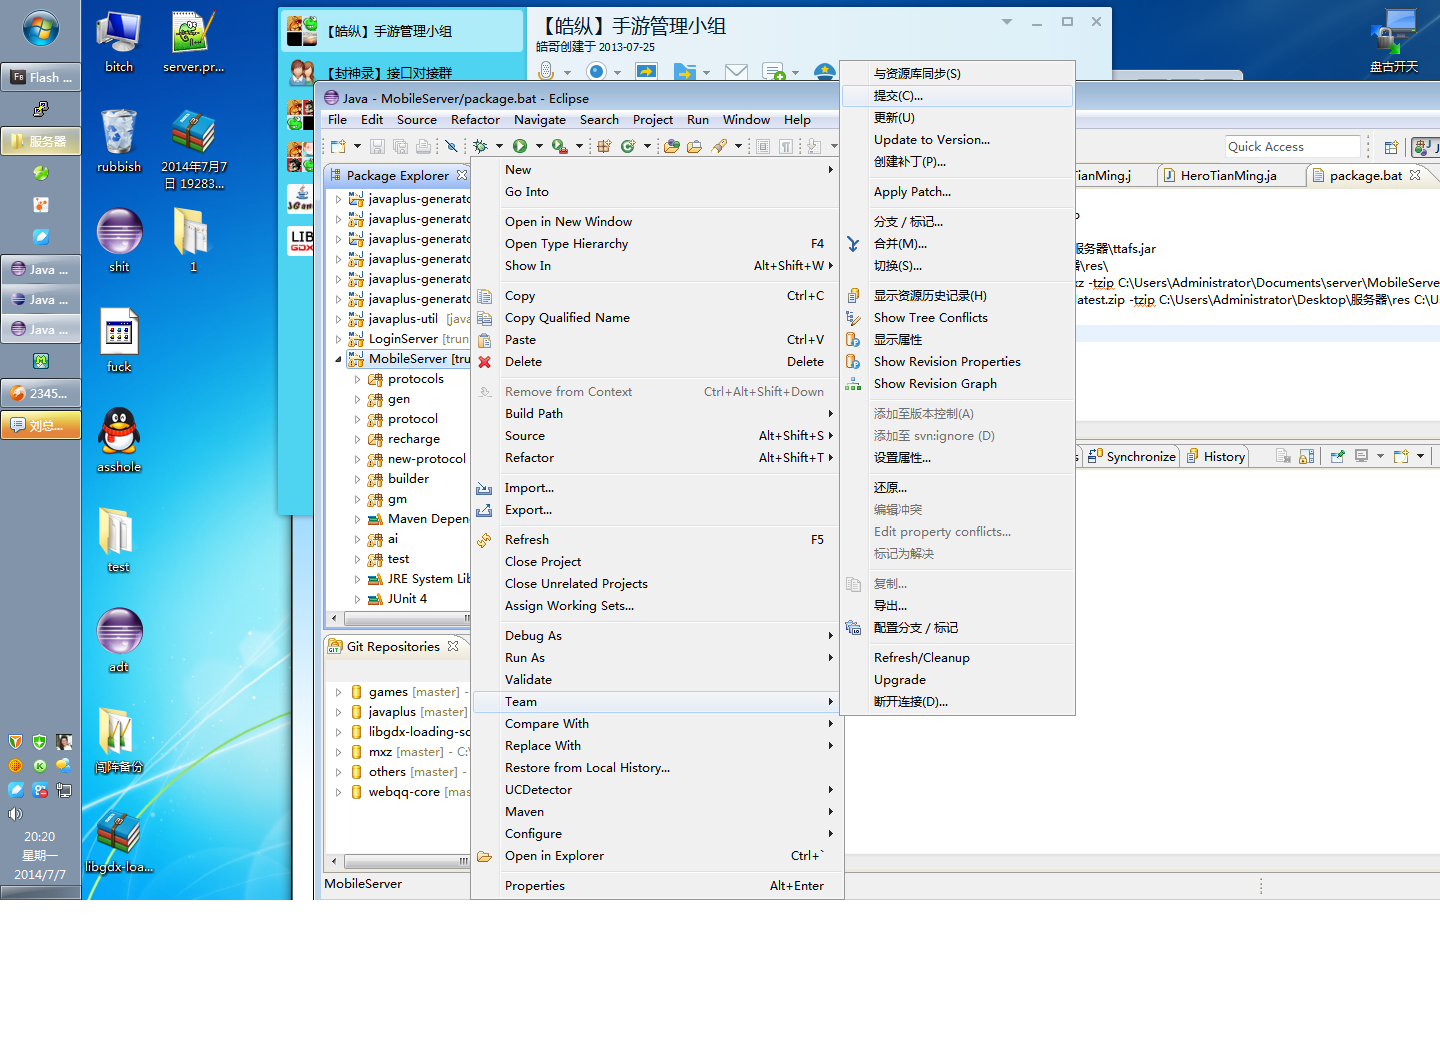 Flash ...
服务器
Java ...
Java ...
Java ...
2345...
刘总...
20:20
星期一
2014/7/7
bitch
server.pr...
rubbish
2014年7月7
日 19283...
shit
1
fuck
asshole
test
adt
闯阵备份
libgdx-loa...
盘古开天
【皓纵】手游管理小组
【封神录】接口对接群
【皓纵】手游管理小组
皓哥创建于 2013-07-25
Java - MobileServer/package.bat - Eclipse
File Edit Source Refactor Navigate Search Project Run Window Help
Quick Access
Package Explorer
javaplus-generato
javaplus-generato
javaplus-generato
javaplus-generato
javaplus-generato
javaplus-generato
javaplus-util [java
LoginServer [trun
MobileServer [tru
protocols
gen
protocol
recharge
new-protocol
builder
gm
Maven Depen
ai
test
JRE System Lib
JUnit 4
Git Repositories
games [master] -
javaplus [master]
libgdx-loading-sc
mxz [master] - C:\
others [master] -
webqq-core [mas
MobileServer
New
Go Into
Open in New Window
Open Type Hierarchy F4
Show In Alt+Shift+W
Copy Ctrl+C
Copy Qualified Name
Paste Ctrl+V
Delete Delete
Remove from Context Ctrl+Alt+Shift+Down
Build Path
Source Alt+Shift+S
Refactor Alt+Shift+T
Import...
Export...
Refresh F5
Close Project
Close Unrelated Projects
Assign Working Sets...
Debug As
Run As
Validate
Team
Compare With
Replace With
Restore from Local History...
UCDetector
Maven
Configure
Open in Explorer Ctrl+`
Properties Alt+Enter
与资源库同步(S)
提交(C)...
更新(U)
Update to Version...
创建补丁(P)...
Apply Patch...
分支 / 标记...
合并(M)...
切换(S)...
显示资源历史记录(H)
Show Tree Conflicts
显示属性
Show Revision Properties
Show Revision Graph
添加至版本控制(A)
添加至 svn:ignore (D)
设置属性...
还原...
编辑冲突
Edit property conflicts...
标记为解决
复制...
导出...
配置分支 / 标记
Refresh/Cleanup
Upgrade
断开连接(D)...
TianMing.j
HeroTianMing.ja
package.bat
服务器\ttafs.jar
器\res\
xz -tzip C:\Users\Administrator\Documents\server\MobileServe
latest.zip -tzip C:\Users\Administrator\Desktop\服务器\res C:\U
s Synchronize History